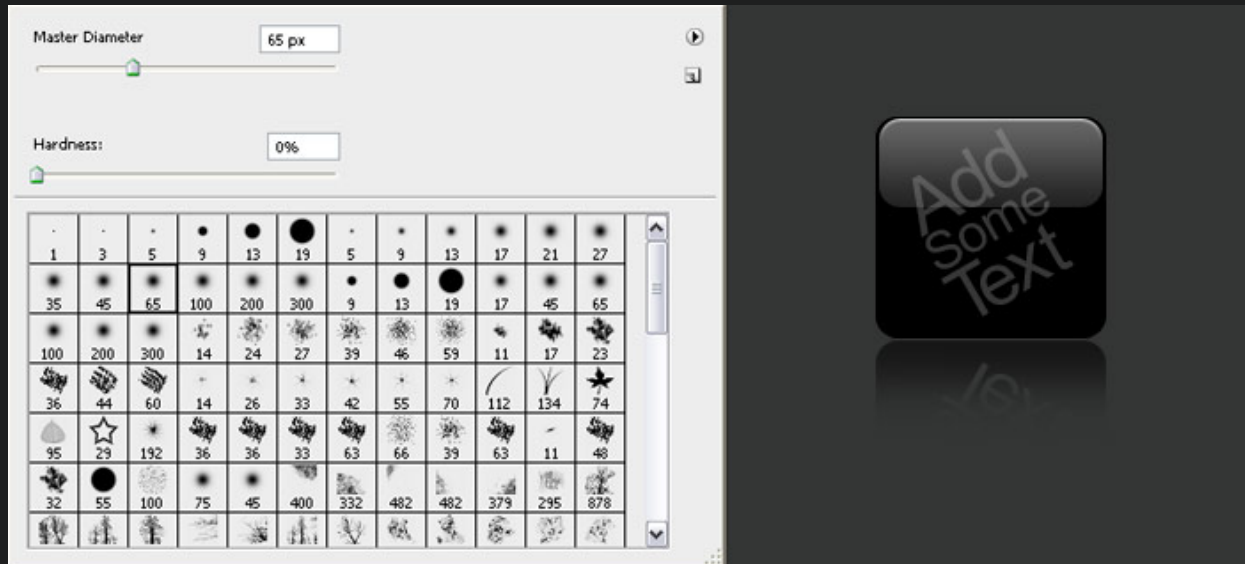 Master Diameter
65 px
Hardness:
0%
1 3 5 9 13 19 5 9 13 17 21 27
35 45 65 100 200 300 9 13 19 17 45 65
100 200 300 14 24 27 39 46 59 11 17 23
36 44 60 14 26 33 42 55 70 112 134 74
95 29 192 36 36 33 63 66 39 63 11 48
32 55 100 75 45 400 332 482 482 379 295 878
Add
Some
Text